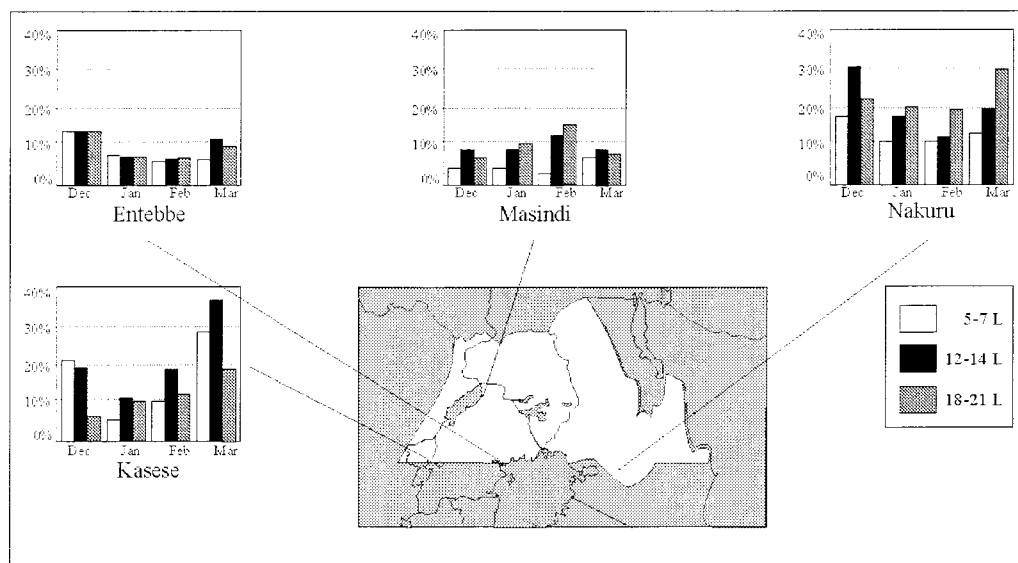 40%
30%
20%
10%
0%
Dec Jan Feb Mar
Entebbe
40%
30%
20%
10%
0%
Dec Jan Feb Mar
Masindi
40%
30%
20%
10%
0%
Dec Jan Feb Mar
Nakuru
40%
30%
20%
10%
0%
Dec Jan Feb Mar
Kasese
5-7 L
12-14 L
18-21 L